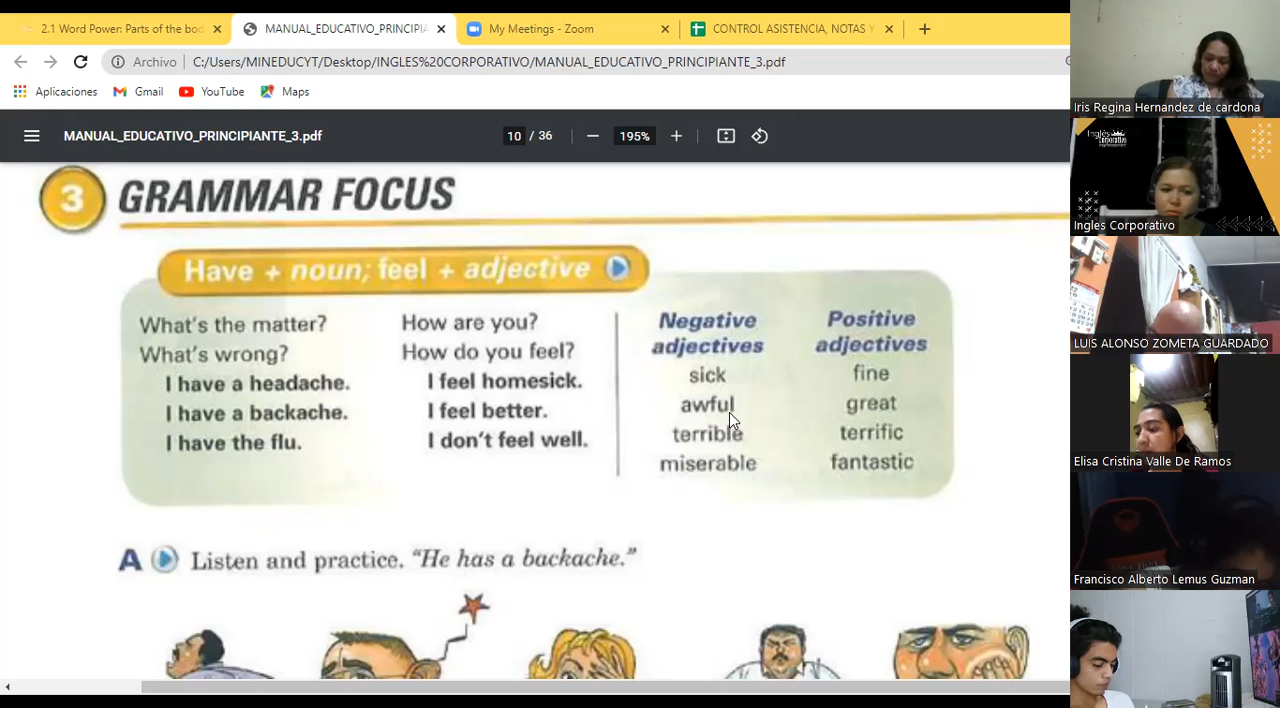 2.1 Word Power: Parts of the bod
MANUAL_EDUCATIVO_PRINCIPIA
My Meetings - Zoom
CONTROL ASISTENCIA, NOTAS Y
Archivo
C:/Users/MINEDUCYT/Desktop/INGLES%20CORPORATIVO/MANUAL_EDUCATIVO_PRINCIPIANTE_3.pdf
Aplicaciones
Gmail
YouTube
Maps
MANUAL_EDUCATIVO_PRINCIPIANTE_3.pdf
10 / 36
195%
3 GRAMMAR FOCUS
Have + noun; feel + adjective
What's the matter?
What's wrong?
I have a headache.
I have a backache.
I have the flu.
How are you?
How do you feel?
I feel homesick.
I feel better.
I don't feel well.
Negative
adjectives
sick
awful
terrible
miserable
Positive
adjectives
fine
great
terrific
fantastic
A Listen and practice. "He has a backache."
Iris Regina Hernandez de cardona
Inglés
Corporativo
Ingles Corporativo
LUIS ALONSO ZOMETA GUARDADO
Elisa Cristina Valle De Ramos
Francisco Alberto Lemus Guzman